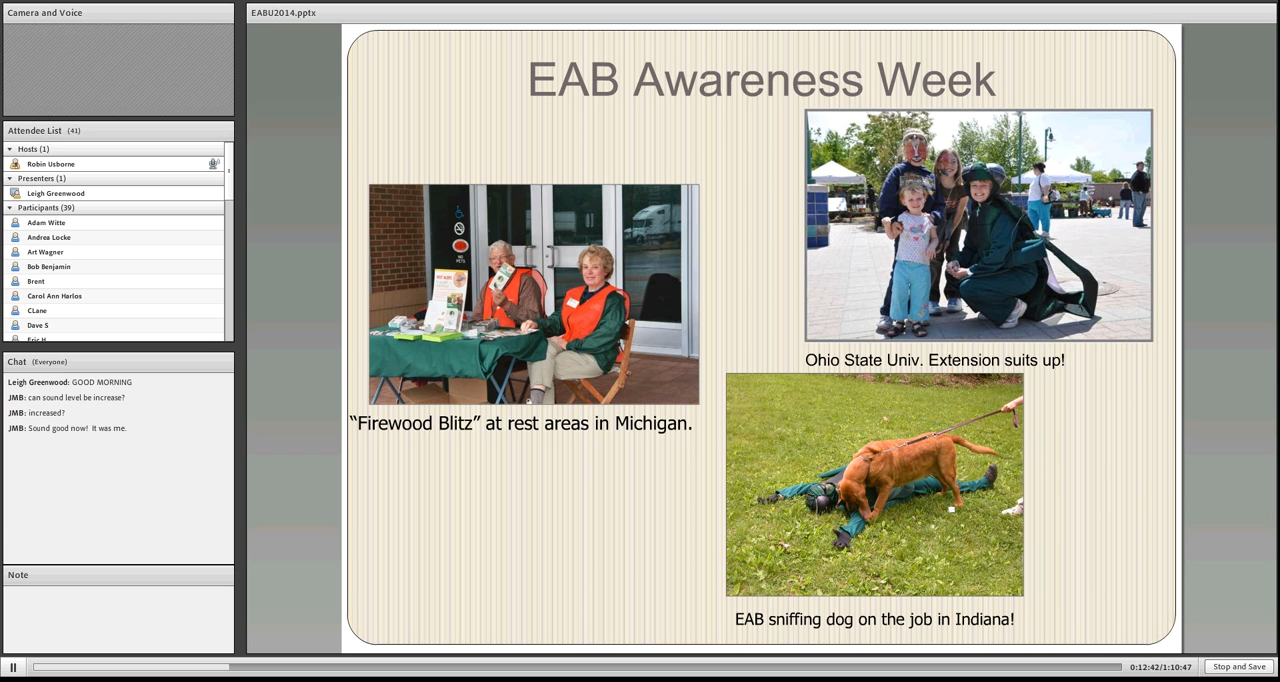 Camera and Voice
Attendee List (41)
Hosts (1)
Robin Usborne
Presenters (1)
Leigh Greenwood
Participants (39)
Adam Witte
Andrea Locke
Art Wagner
Bob Benjamin
Brent
Carol Ann Harlos
CLane
Dave S
Chat (Everyone)
Leigh Greenwood: GOOD MORNING
JMB: can sound level be increase?
JMB: increased?
JMB: Sound good now! It was me.
Note
EABU2014.pptx
EAB Awareness Week
NO
PETS
“Firewood Blitz” at rest areas in Michigan.
Ohio State Univ. Extension suits up!
EAB sniffing dog on the job in Indiana!
0:12:42/1:10:47
Stop and Save